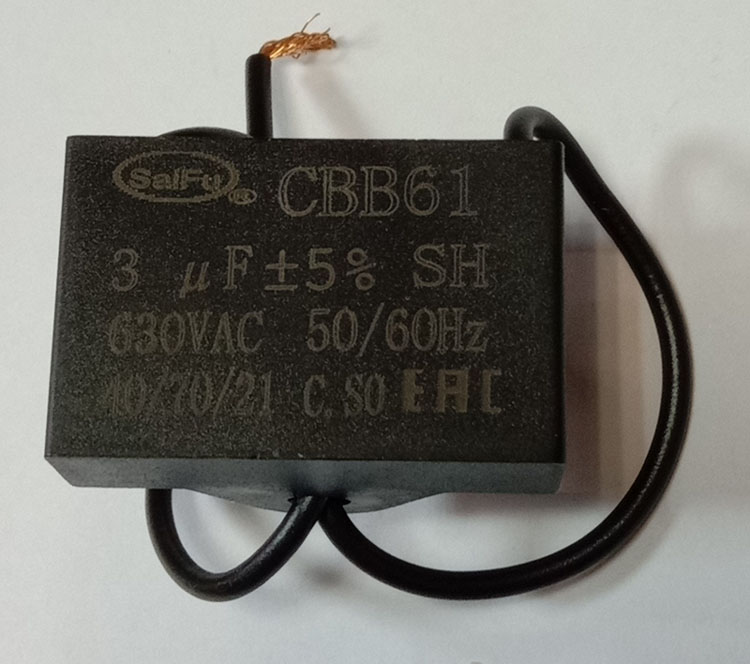 SaiFu® CBB61
3 μF±5% SH
630VAC 50/60Hz
40/70/21 C. S0 EAC